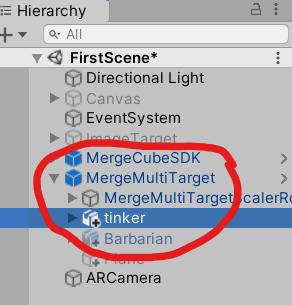 Hierarchy
All
FirstScene*
Directional Light
Canvas
EventSystem
ImageTarget
MergeCubeSDK
MergeMultiTarget
MergeMultiTargetScalerRo
tinker
Barbarian
Plane
ARCamera